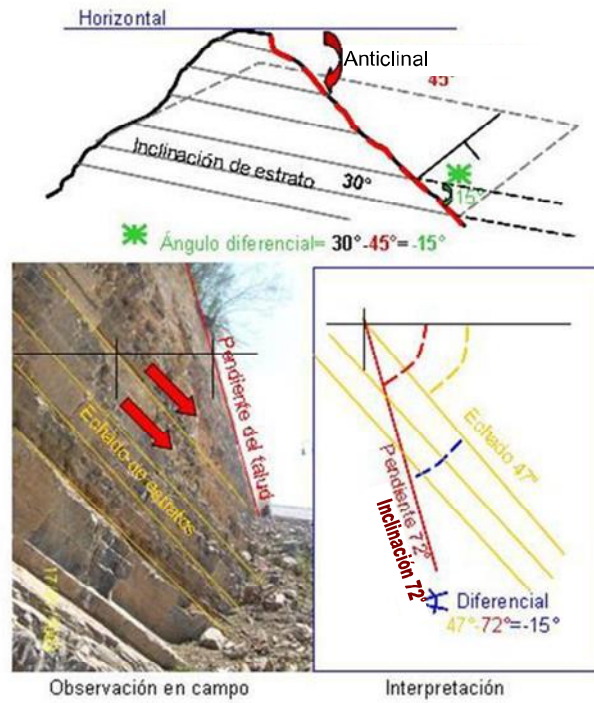 Horizontal
Anticlinal
45°
Inclinación de estrato 30°
15°
Ángulo diferencial= 30°-45°= -15°
Pendiente del talud
Echado de estratos
Echado 47°
Pendiente 72°
Inclinación 72°
Diferencial
47°-72°=-15°
Observación en campo
Interpretación